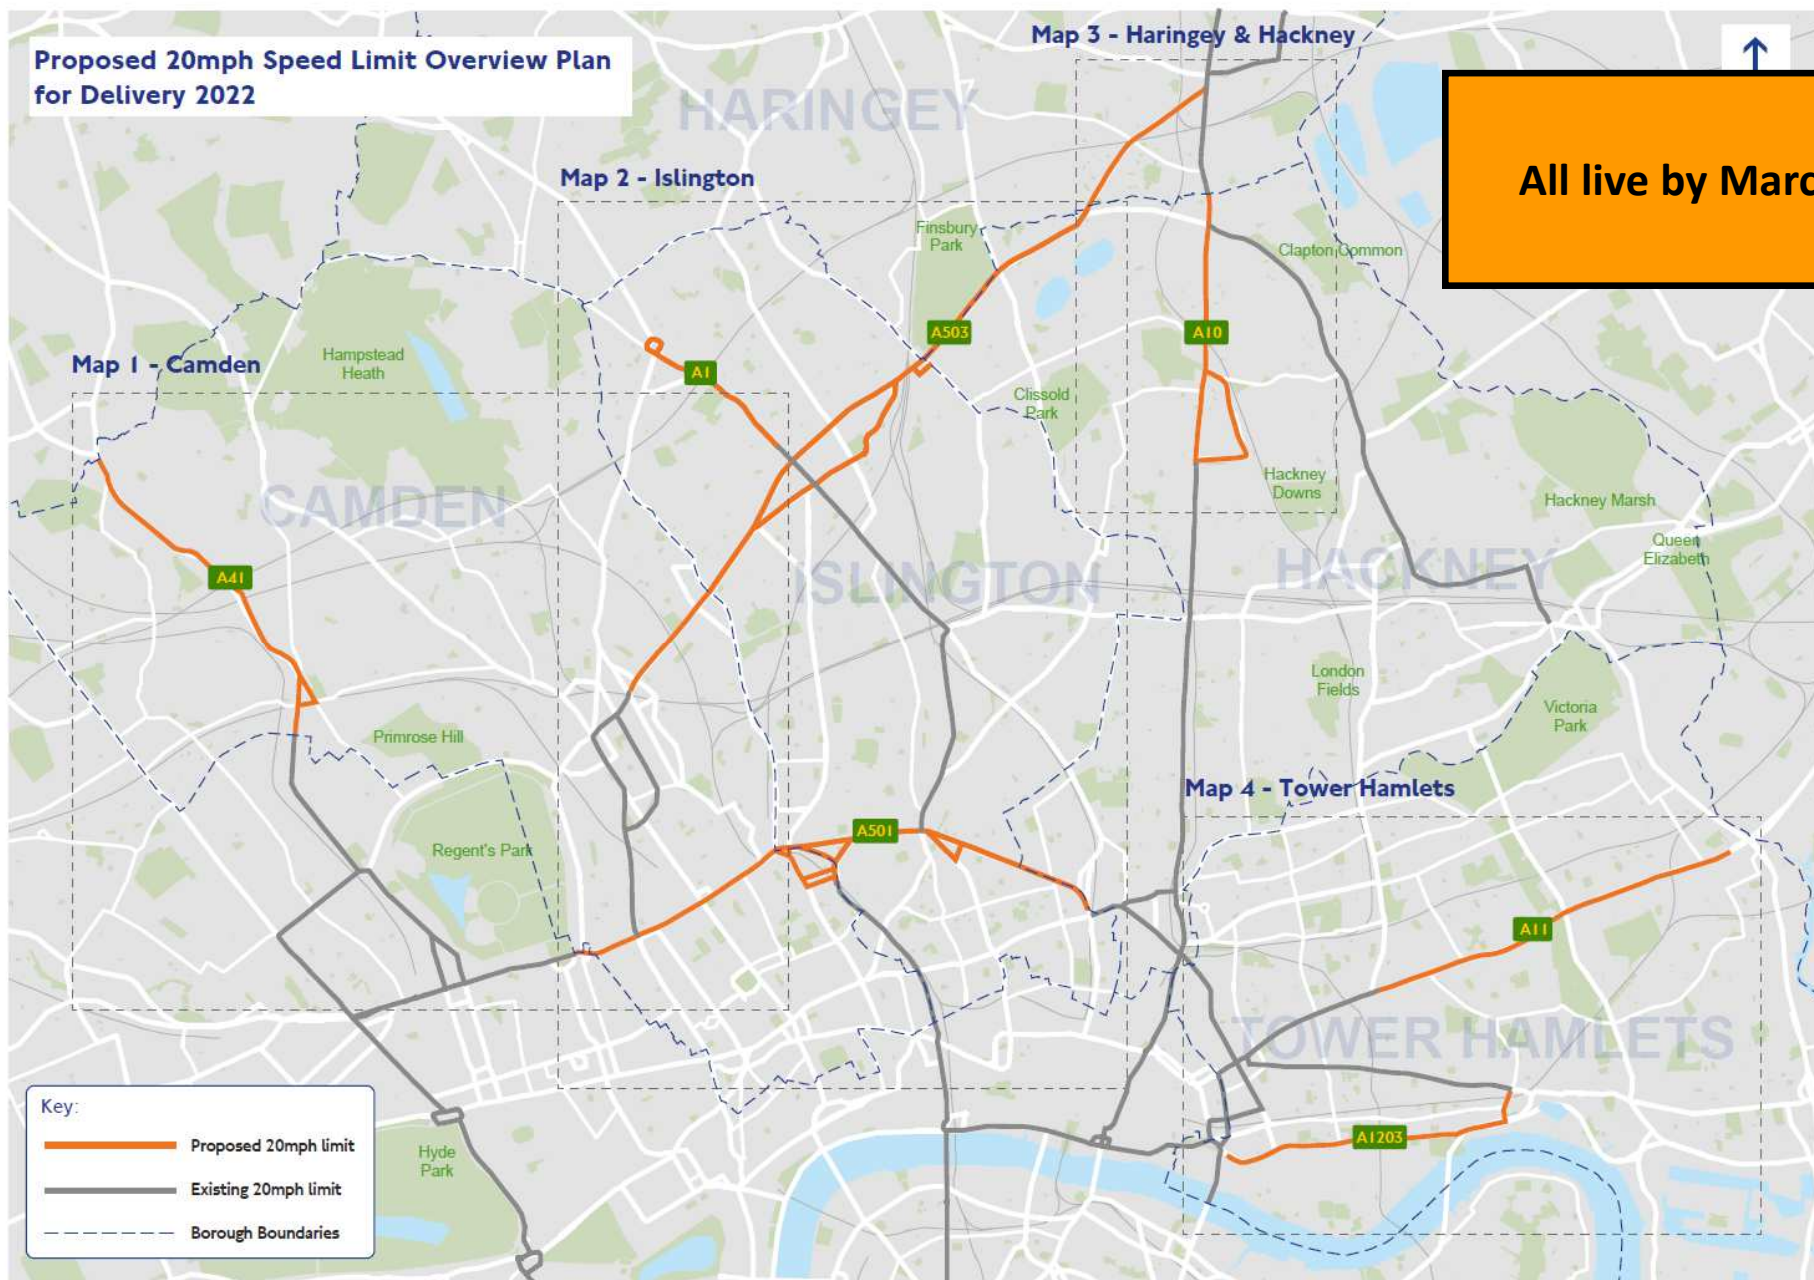 Proposed 20mph Speed Limit Overview Plan
for Delivery 2022
Map 3 - Haringey & Hackney
HARINGEY
All live by Marc
Map 2 - Islington
Finsbury
Park
Clapton Common
A503
A10
Map 1 - Camden
Hampstead
Heath
A1
Clissold
Park
CAMDEN
Hackney
Downs
Hackney Marsh
Queen
Elizabeth
A41
ISLINGTON
HACKNEY
London
Fields
Victoria
Park
Primrose Hill
Map 4 - Tower Hamlets
A501
Regent's Park
A11
TOWER HAMLETS
Key:
Proposed 20mph limit
Existing 20mph limit
Borough Boundaries
Hyde
Park
A1203